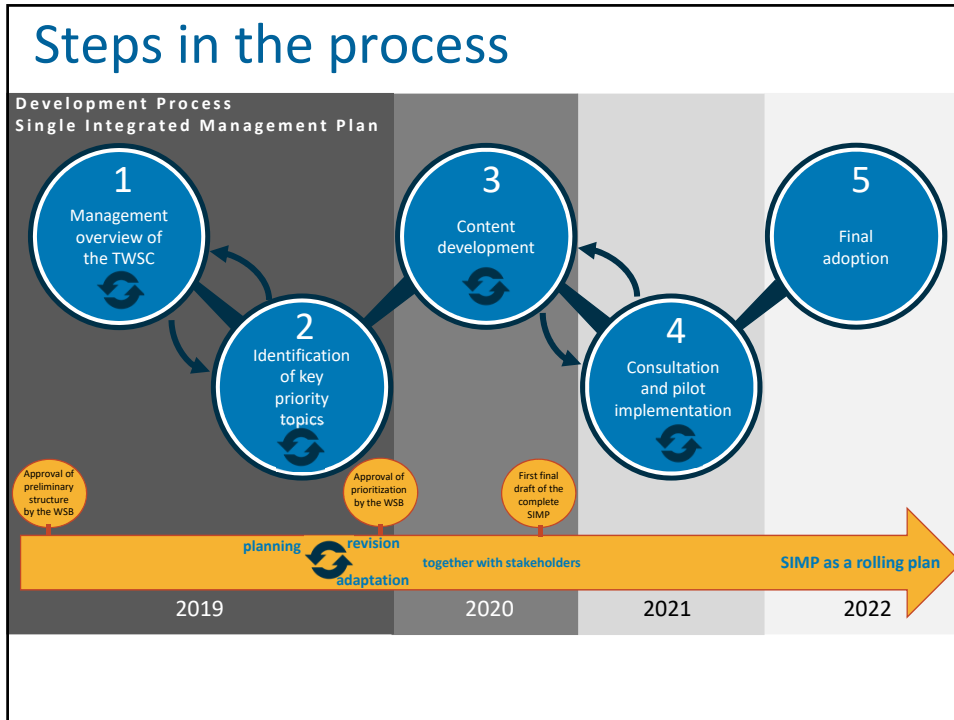 Steps in the process
Development Process
Single Integrated Management Plan
1
Management
overview of
the TWSC
2
Identification
of key
priority
topics
3
Content
development
4
Consultation
and pilot
implementation
5
Final
adoption
Approval of
preliminary
structure
by the WSB
Approval of
prioritization
by the WSB
First final
draft of the
complete
SIMP
planning
revision
adaptation
together with stakeholders
SIMP as a rolling plan
2019
2020
2021
2022